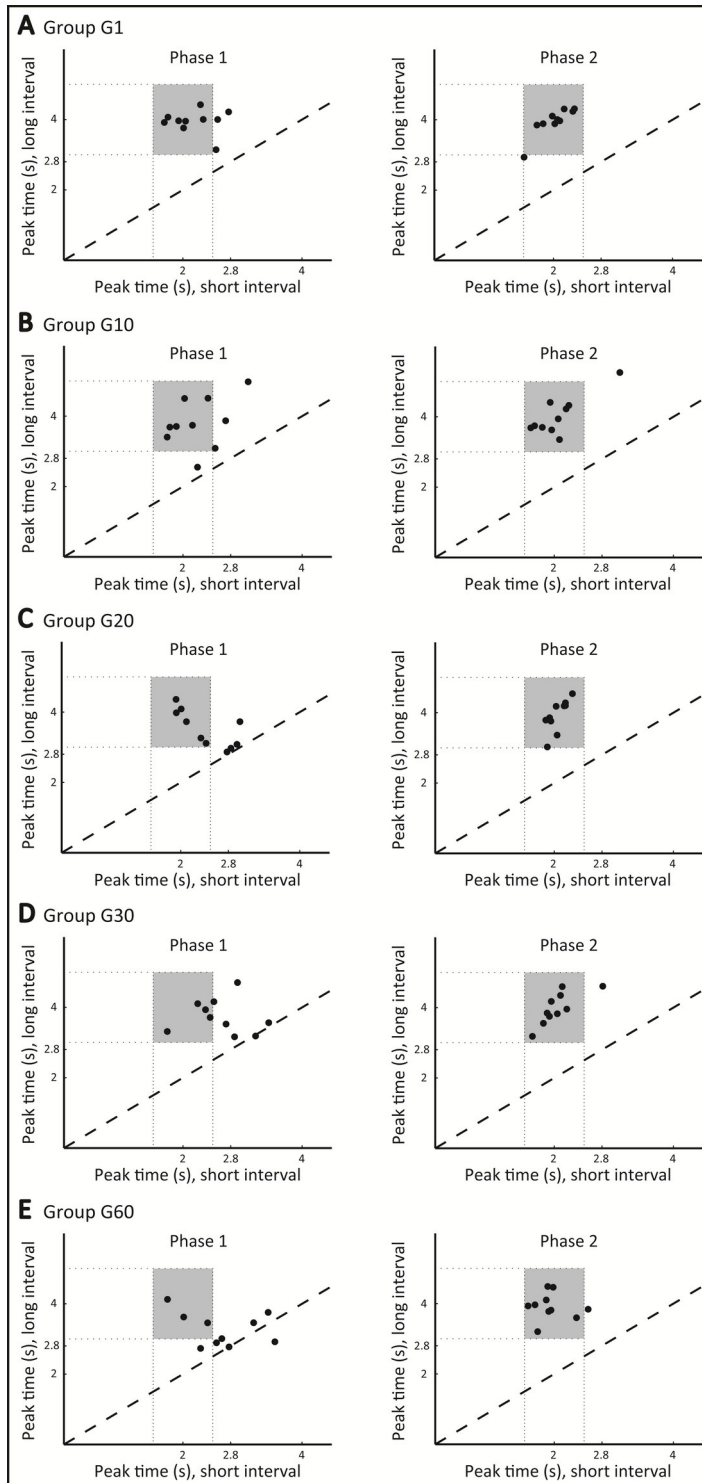 A Group G1
Phase 1
Phase 2
Peak time (s), long interval
4
2.8
2
2
2.8
4
Peak time (s), short interval
Peak time (s), long interval
4
2.8
2
2
2.8
4
Peak time (s), short interval
B Group G10
Phase 1
Phase 2
Peak time (s), long interval
4
2.8
2
2
2.8
4
Peak time (s), short interval
Peak time (s), long interval
4
2.8
2
2
2.8
4
Peak time (s), short interval
C Group G20
Phase 1
Phase 2
Peak time (s), long interval
4
2.8
2
2
2.8
4
Peak time (s), short interval
Peak time (s), long interval
4
2.8
2
2
2.8
4
Peak time (s), short interval
D Group G30
Phase 1
Phase 2
Peak time (s), long interval
4
2.8
2
2
2.8
4
Peak time (s), short interval
Peak time (s), long interval
4
2.8
2
2
2.8
4
Peak time (s), short interval
E Group G60
Phase 1
Phase 2
Peak time (s), long interval
4
2.8
2
2
2.8
4
Peak time (s), short interval
Peak time (s), long interval
4
2.8
2
2
2.8
4
Peak time (s), short interval